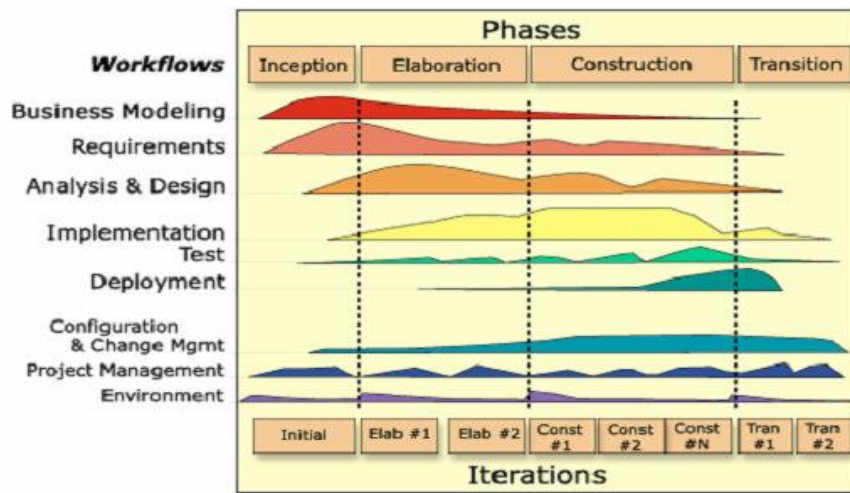 Phases
Workflows
Inception
Elaboration
Construction
Transition
Business Modeling
Requirements
Analysis & Design
Implementation
Test
Deployment
Configuration
& Change Mgmt
Project Management
Environment
Initial
Elab #1
Elab #2
Const
#1
Const
#2
Const
#N
Tran
#1
Tran
#2
Iterations